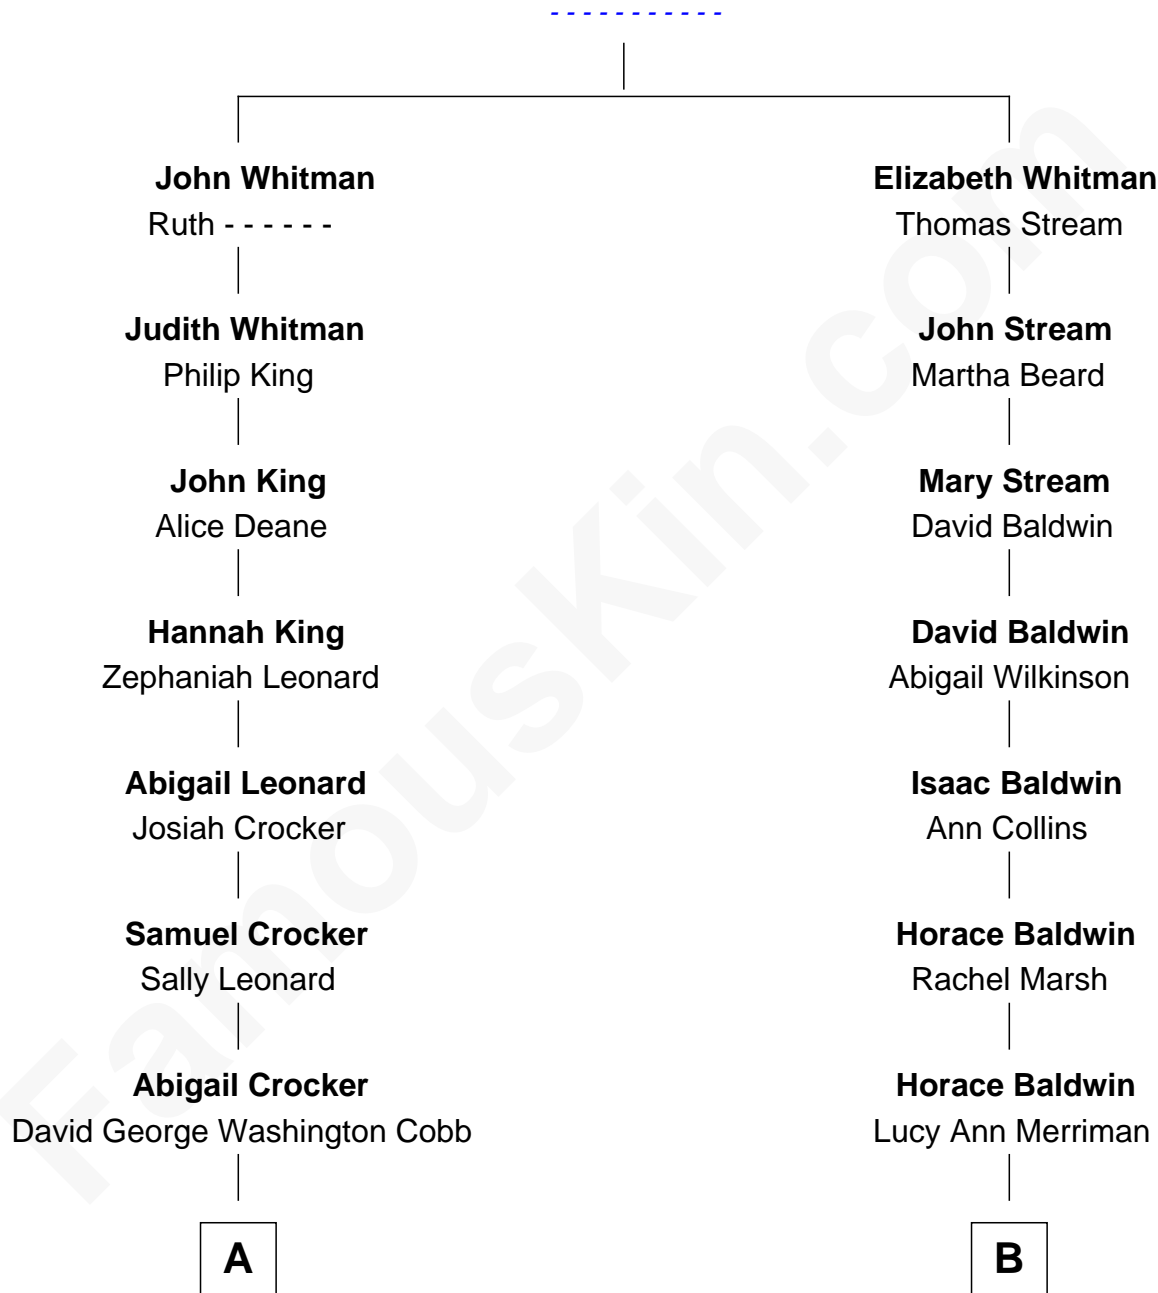 - - - - - - - - - - -
John Whitman
Ruth - - - - - -
Judith Whitman
Philip King
John King
Alice Deane
Hannah King
Zephaniah Leonard
Abigail Leonard
Josiah Crocker
Samuel Crocker
Sally Leonard
Abigail Crocker
David George Washington Cobb
A
Elizabeth Whitman
Thomas Stream
John Stream
Martha Beard
Mary Stream
David Baldwin
David Baldwin
Abigail Wilkinson
Isaac Baldwin
Ann Collins
Horace Baldwin
Rachel Marsh
Horace Baldwin
Lucy Ann Merriman
B
FamousKin.com